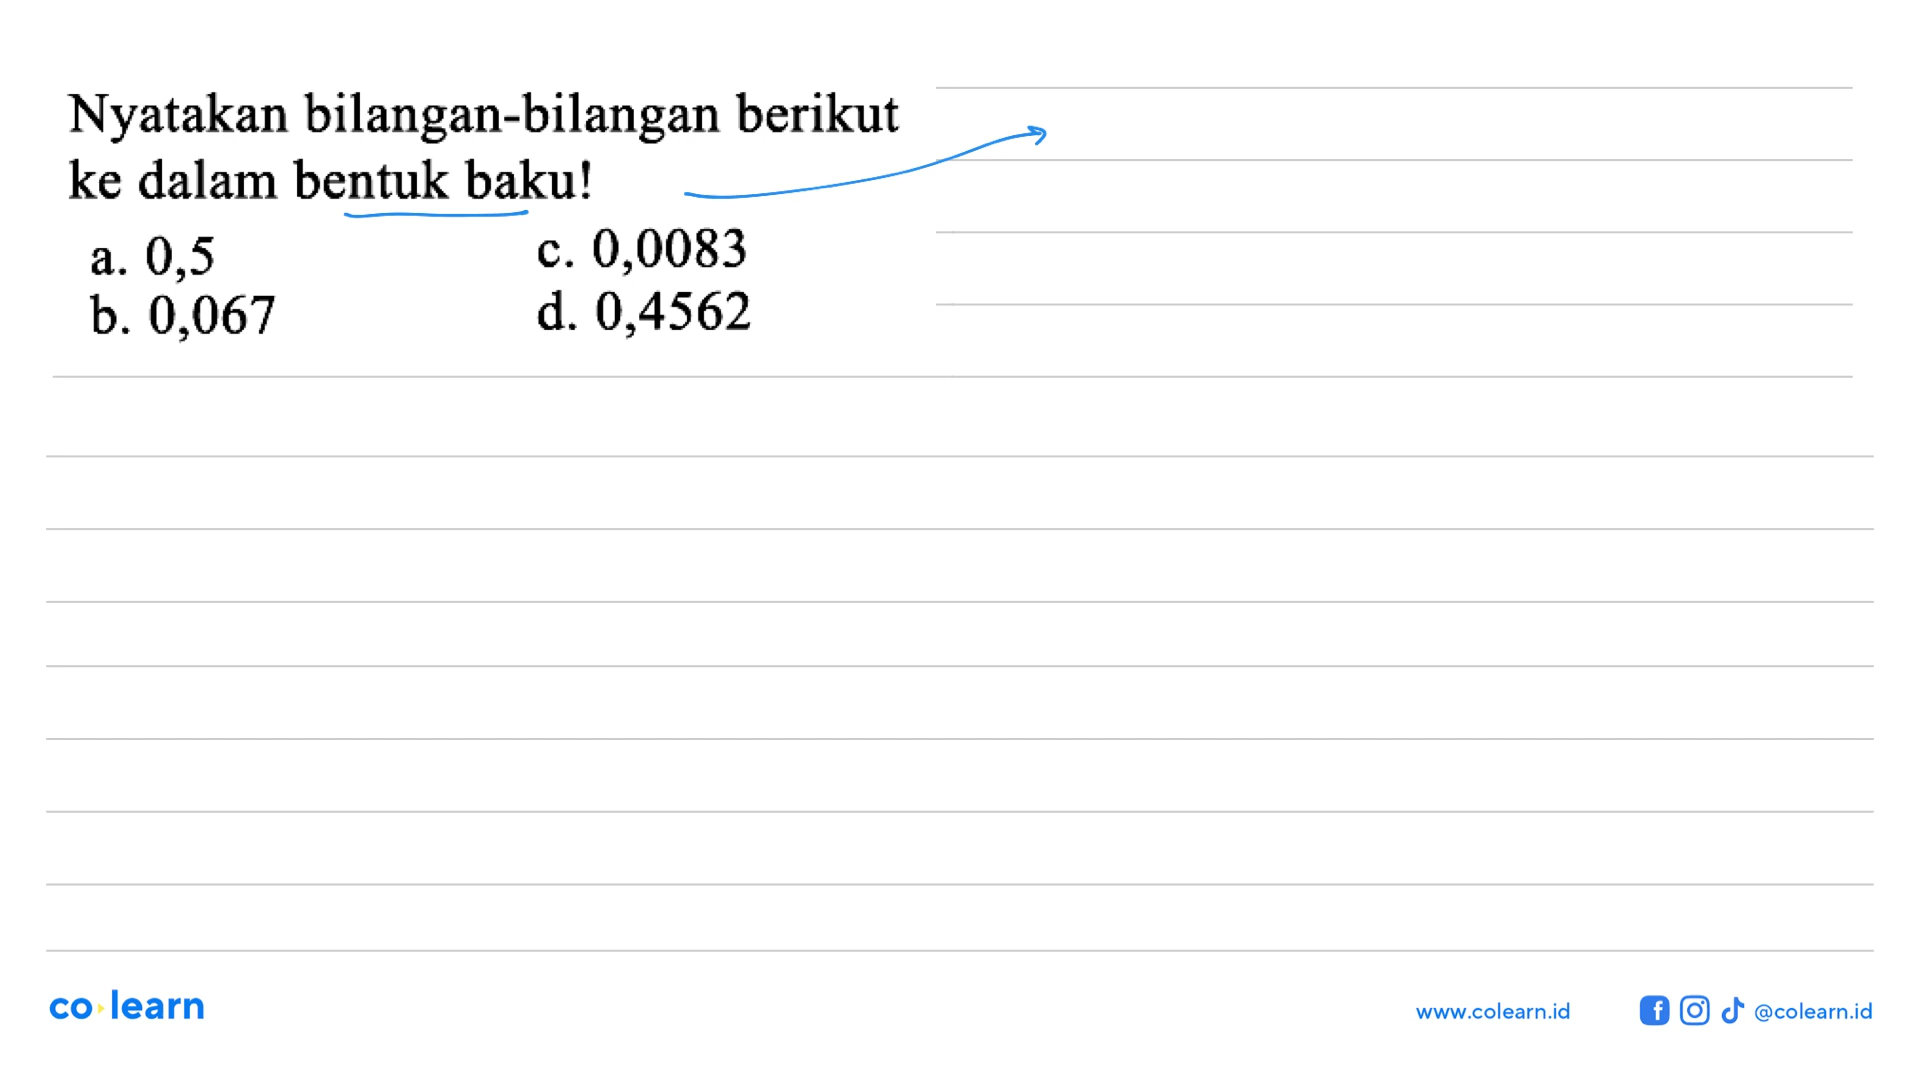 Nyatakan bilangan-bilangan berikut
ke dalam bentuk baku!
a. 0,5
c. 0,0083
b. 0,067
d. 0,4562
co learn
www.colearn.id
@colearn.id